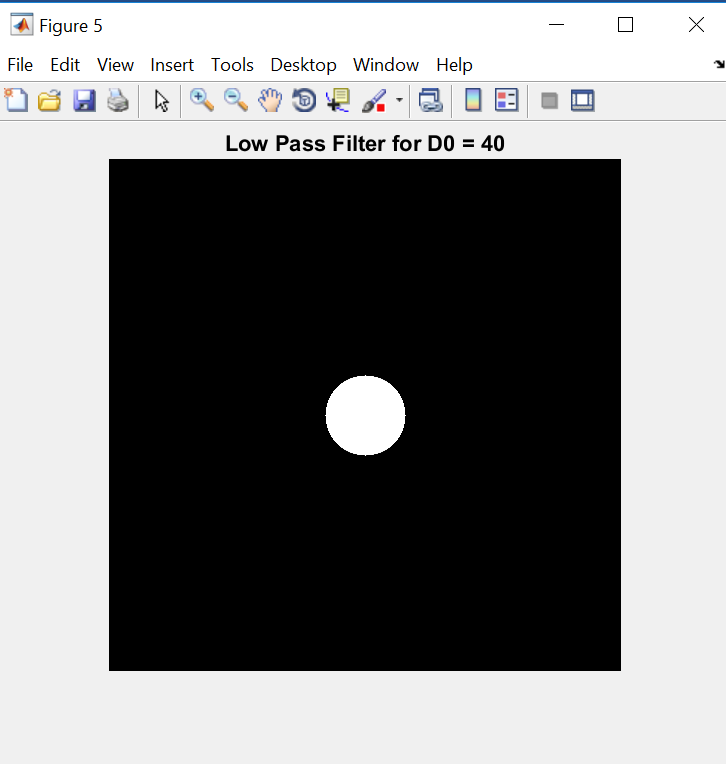 Figure 5
File Edit View Insert Tools Desktop Window Help
Low Pass Filter for D0 = 40